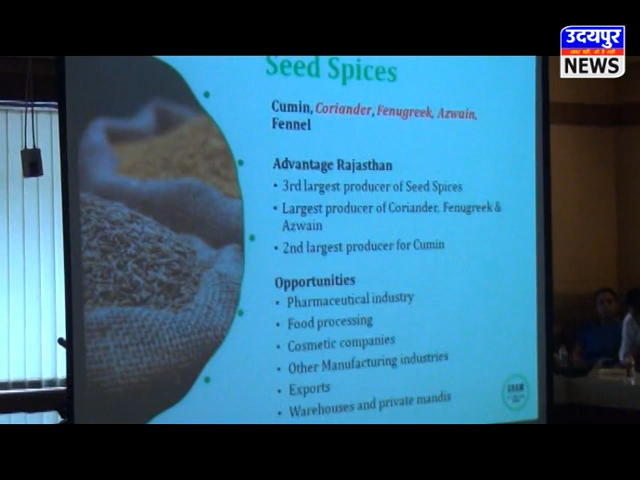 उदयपुर
NEWS
Seed Spices
Cumin, Coriander, Fenugreek, Azwain,
Fennel
Advantage Rajasthan
• 3rd largest producer of Seed Spices
• Largest producer of Coriander, Fenugreek &
Azwain
• 2nd largest producer for Cumin
Opportunities
• Pharmaceutical industry
• Food processing
• Cosmetic companies
• Other Manufacturing industries
• Exports
• Warehouses and private mandis
GRAM